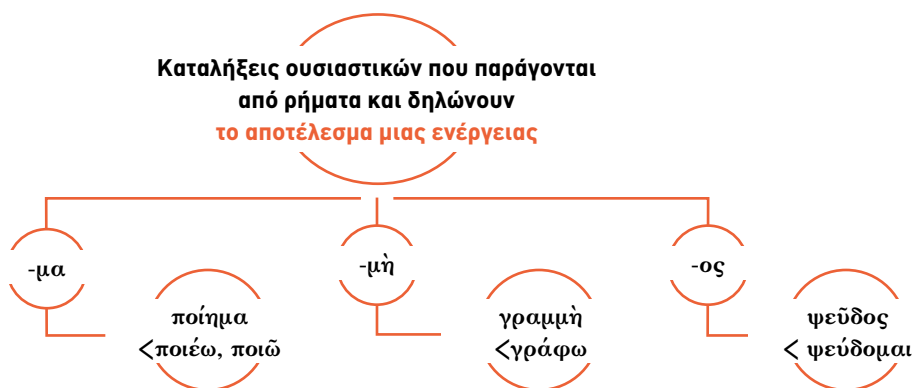 Καταλήξεις ουσιαστικών που παράγονται
από ρήματα και δηλώνουν
το αποτέλεσμα μιας ενέργειας
-μα
-μὴ
-ος
ποίημα
<ποιέω, ποιῶ
γραμμὴ
<γράφω
ψεῦδος
< ψεύδομαι